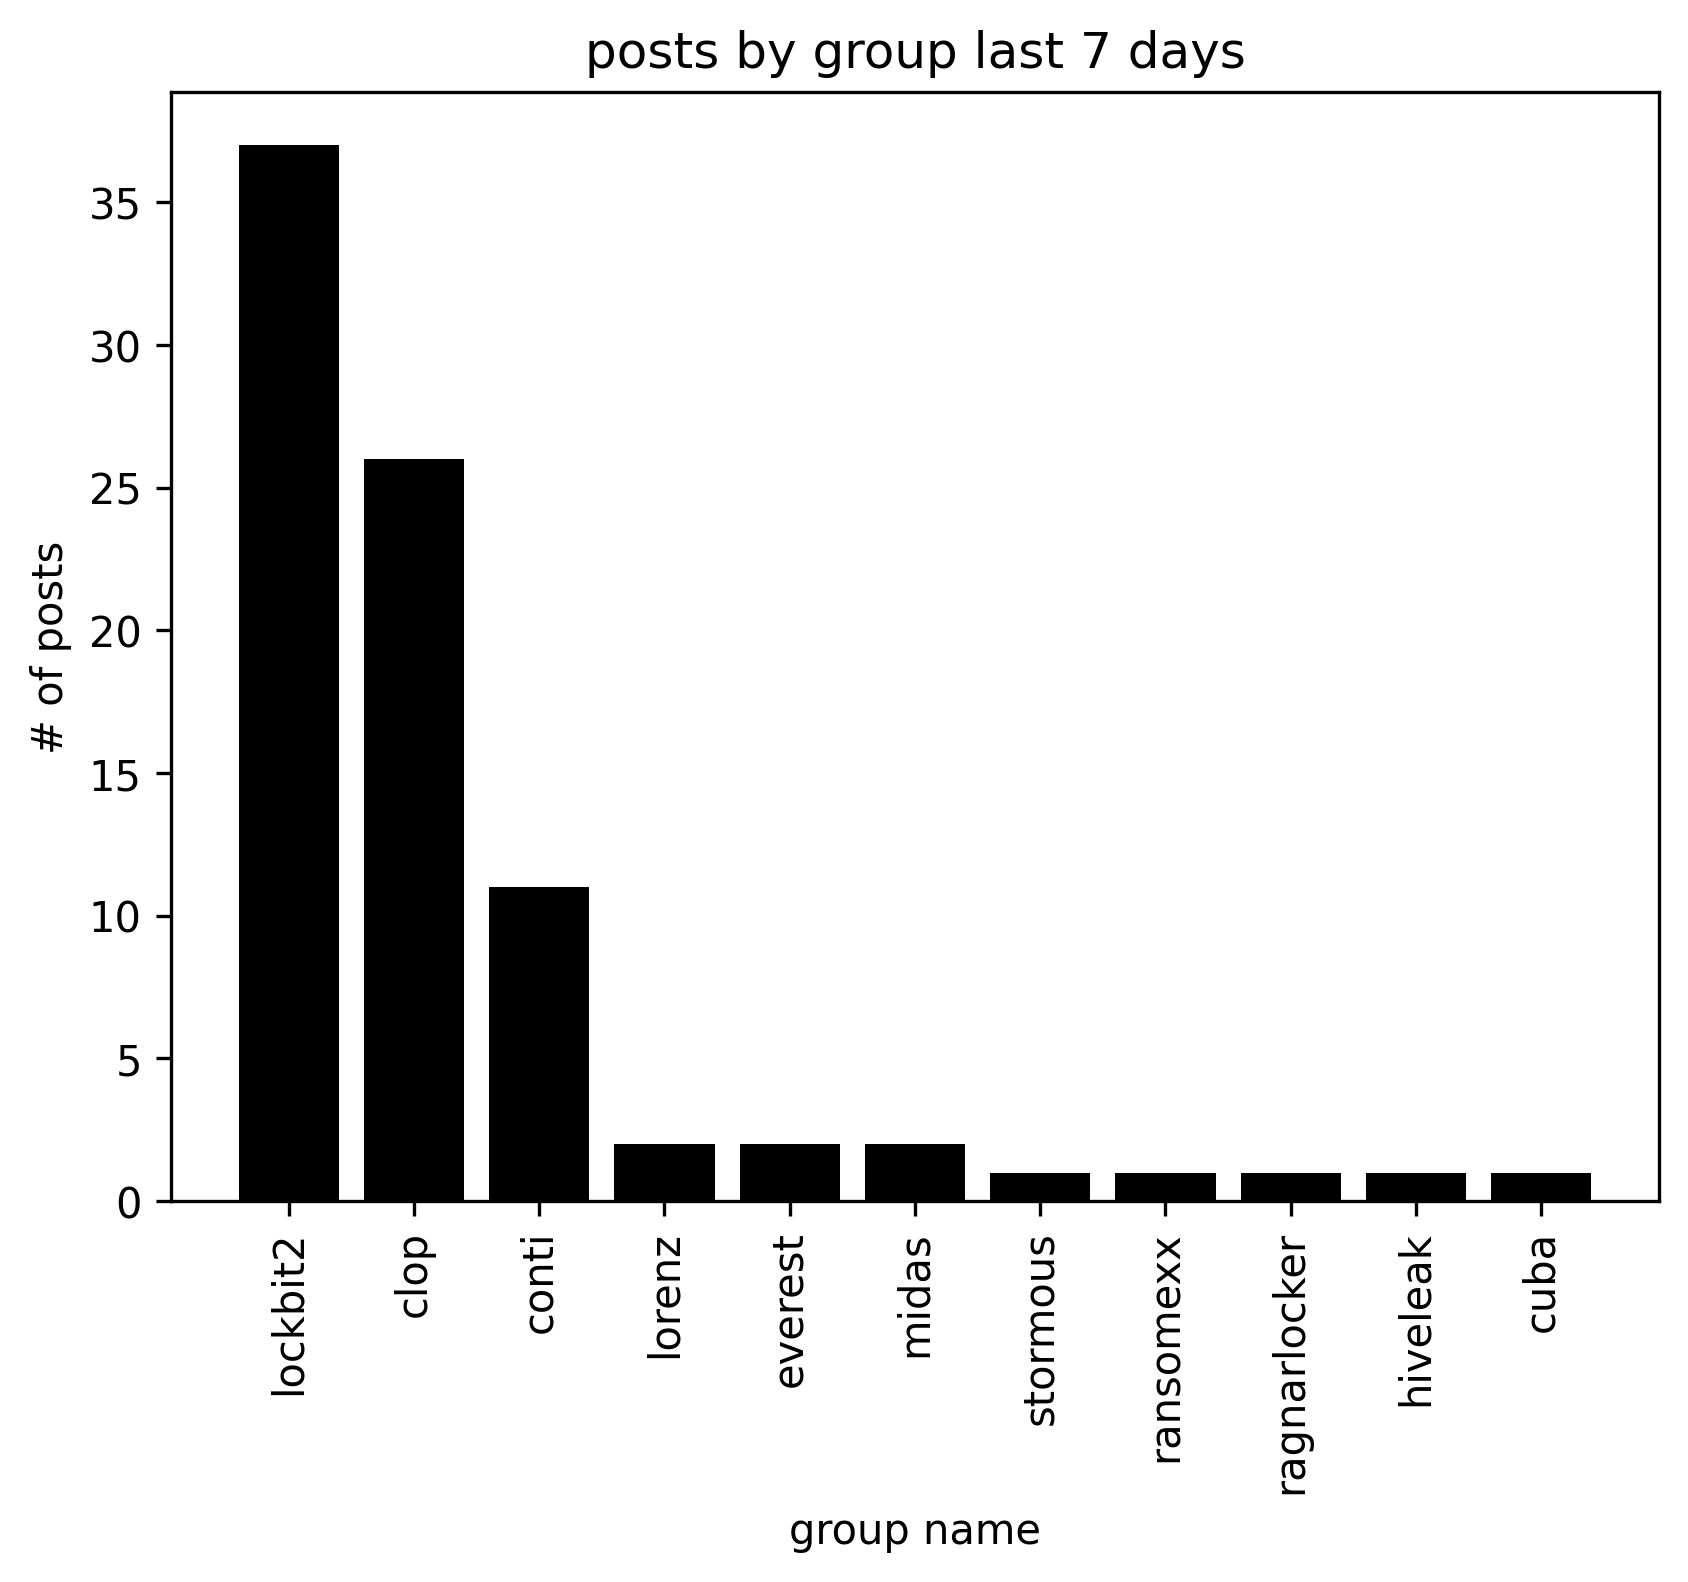 posts by group last 7 days
# of posts
35
30
25
20
15
10
5
0
lockbit2
clop
conti
lorenz
everest
midas
stormous
ransomexx
ragnarlocker
hiveleak
cuba
group name